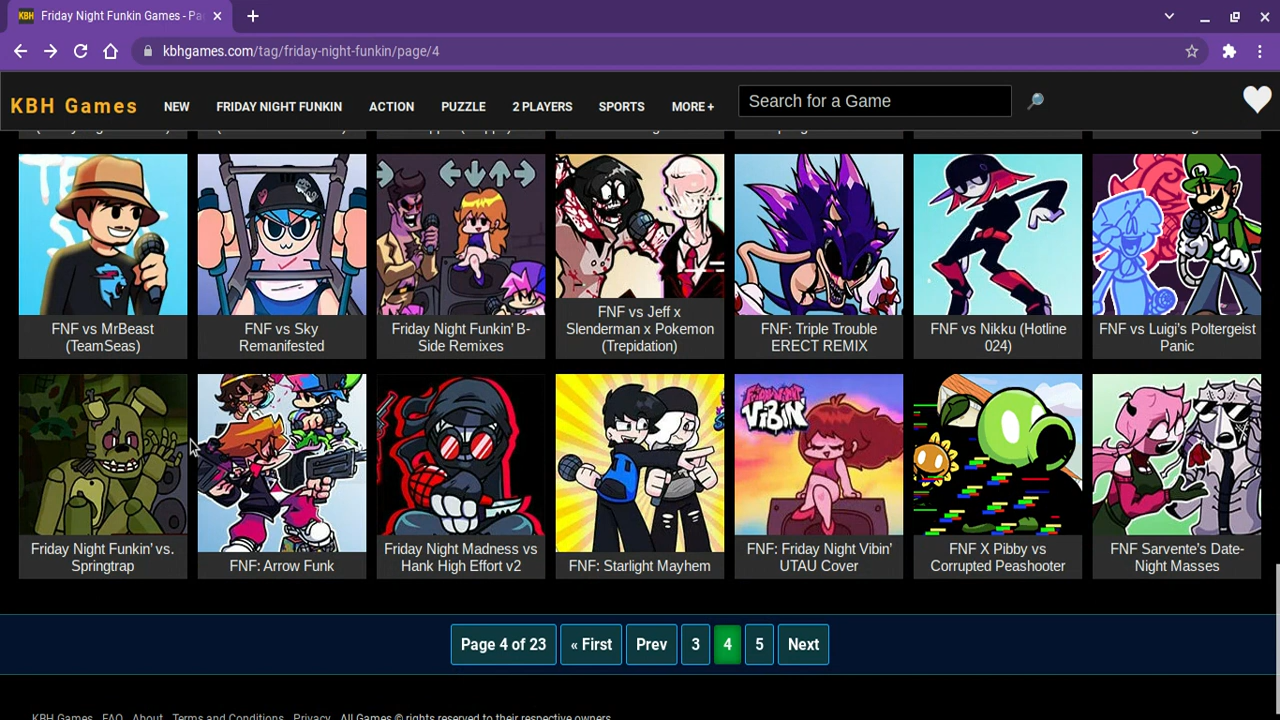 Friday Night Funkin Games - Pa
kbhgames.com/tag/friday-night-funkin/page/4
KBH Games
NEW
FRIDAY NIGHT FUNKIN
ACTION
PUZZLE
2 PLAYERS
SPORTS
MORE +
Search for a Game
FNF vs MrBeast
(TeamSeas)
FNF vs Sky
Remanifested
Friday Night Funkin' B-
Side Remixes
FNF vs Jeff x
Slenderman x Pokemon
(Trepidation)
FNF: Triple Trouble
ERECT REMIX
FNF vs Nikku (Hotline
024)
FNF vs Luigi's Poltergeist
Panic
Friday Night Funkin' vs.
Springtrap
FNF: Arrow Funk
Friday Night Madness vs
Hank High Effort v2
FNF: Starlight Mayhem
FRIDAY NIGHT
VIBIN'
FNF: Friday Night Vibin'
UTAU Cover
FNF X Pibby vs
Corrupted Peashooter
FNF Sarvente's Date-
Night Masses
Page 4 of 23
« First
Prev
3
4
5
Next
KBH Games FAQ About Terms and Conditions Privacy All Games © rights reserved to their respective owners